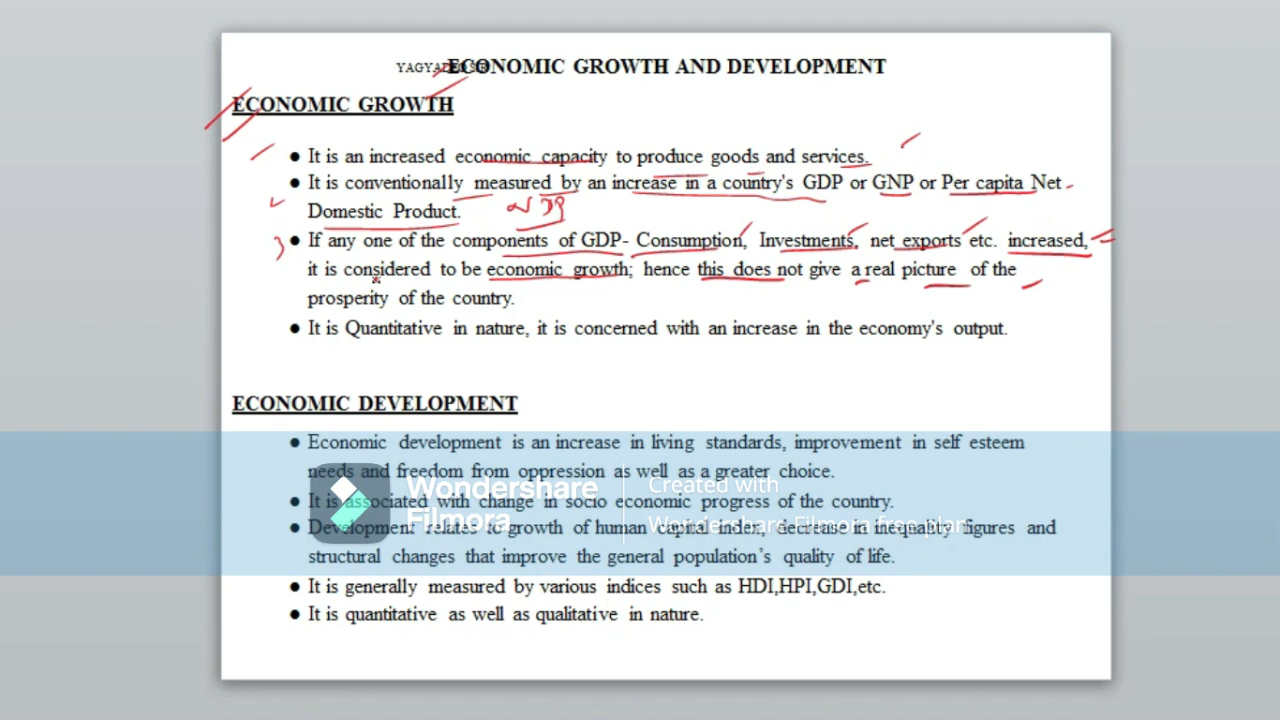 ECONOMIC GROWTH AND DEVELOPMENT
ECONOMIC GROWTH
● It is an increased economic capacity to produce goods and services.
● It is conventionally measured by an increase in a country's GDP or GNP or Per capita Net
Domestic Product. NDP
● If any one of the components of GDP- Consumption, Investments, net exports etc. increased,
it is considered to be economic growth; hence this does not give a real picture of the
prosperity of the country.
● It is Quantitative in nature, it is concerned with an increase in the economy's output.
ECONOMIC DEVELOPMENT
● Economic development is an increase in living standards, improvement in self esteem
needs and freedom from oppression as well as a greater choice.
● It is associated with change in socio economic progress of the country.
● Development relates to growth of human capital index, decrease in inequality figures and
structural changes that improve the general population's quality of life.
● It is generally measured by various indices such as HDI,HPI,GDI,etc.
● It is quantitative as well as qualitative in nature.
Wondershare
Filmora
Created with
Wondershare Filmora free plan